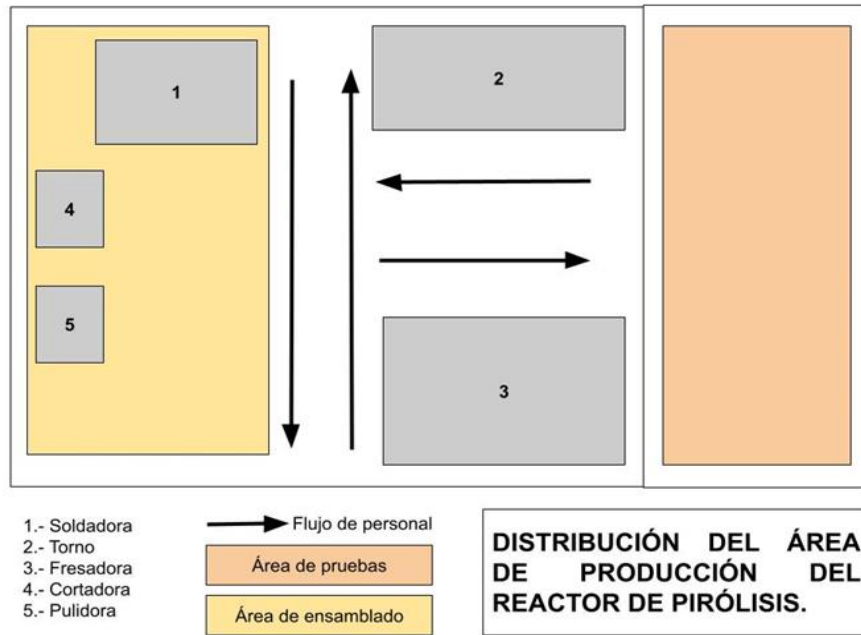 1
2
4
5
3
1.- Soldadora
2.- Torno
3.- Fresadora
4.- Cortadora
5.- Pulidora
Flujo de personal
Área de pruebas
Área de ensamblado
DISTRIBUCIÓN DEL ÁREA
DE PRODUCCIÓN DEL
REACTOR DE PIRÓLISIS.